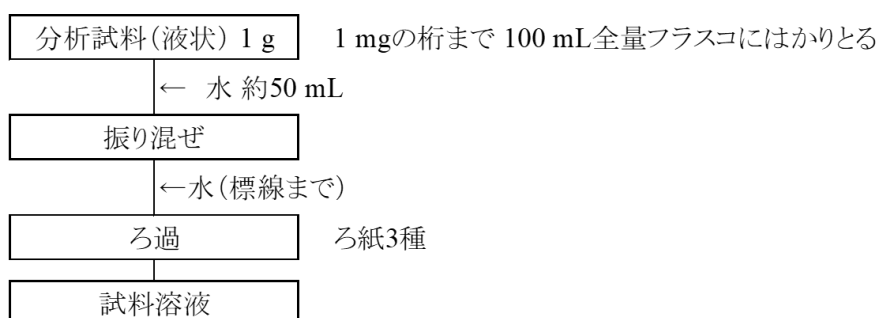 分析試料(液状) 1 g 1 mgの桁まで 100 mL全量フラスコにはかりとる
← 水 約50 mL
振り混ぜ
←水(標線まで)
ろ過 ろ紙3種
試料溶液